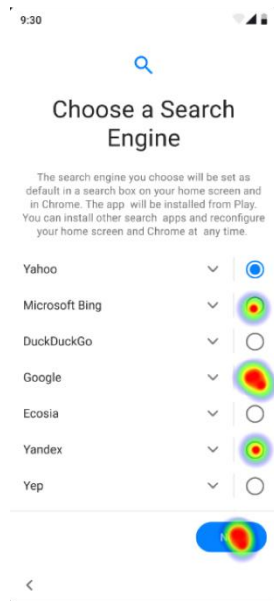 9:30
Choose a Search
Engine
The search engine you choose will be set as
default in a search box on your home screen and
in Chrome. The app will be installed from Play.
You can install other search apps and reconfigure
your home screen and Chrome at any time.
Yahoo
Microsoft Bing
DuckDuckGo
Google
Ecosia
Yandex
Yep